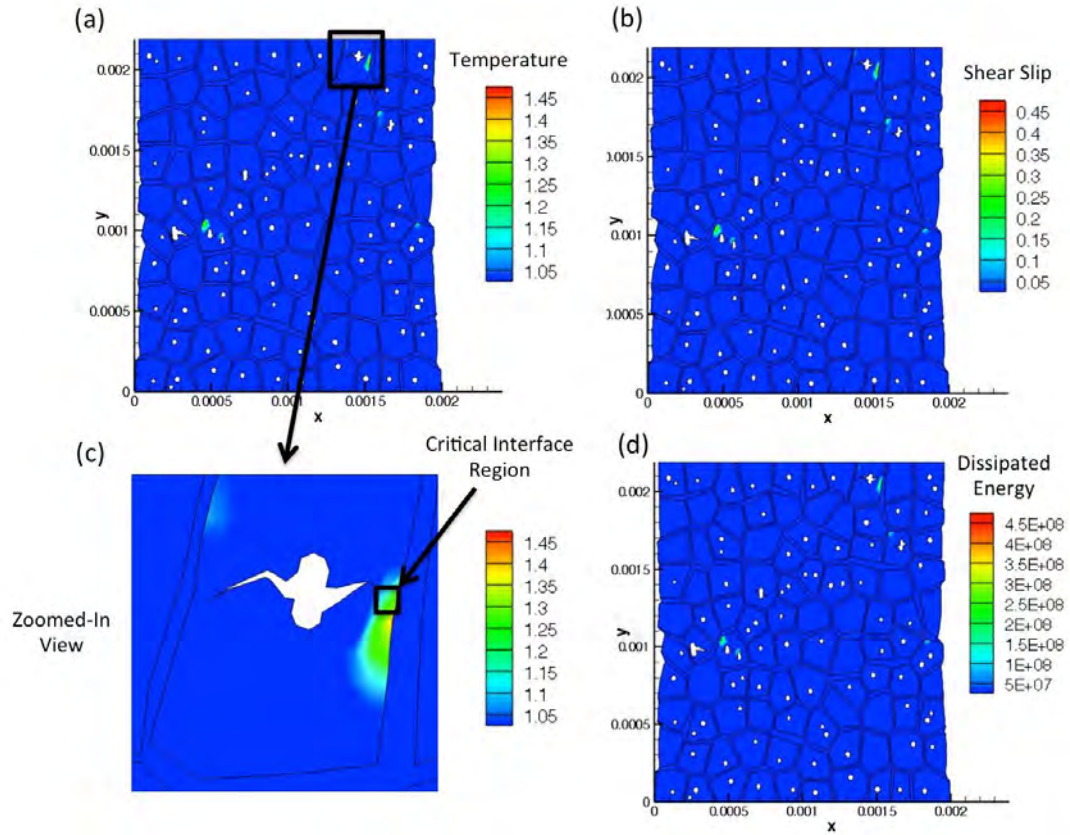 (a)
Temperature
1.45
1.4
1.35
1.3
1.25
1.2
1.15
1.1
1.05
y
0.002
0.0015
0.001
0.0005
0
0
0.0005
0.001
0.0015
0.002
x
(b)
Shear Slip
0.45
0.4
0.35
0.3
0.25
0.2
0.15
0.1
0.05
y
0.002
0.0015
0.001
0.0005
0
0
0.0005
0.001
0.0015
0.002
x
(c)
Critical Interface
Region
Zoomed-In
View
1.45
1.4
1.35
1.3
1.25
1.2
1.15
1.1
1.05
(d)
Dissipated
Energy
4.5E+08
4E+08
3.5E+08
3E+08
2.5E+08
2E+08
1.5E+08
1E+08
5E+07
y
0.002
0.0015
0.001
0.0005
0
0
0.0005
0.001
0.0015
0.002
x